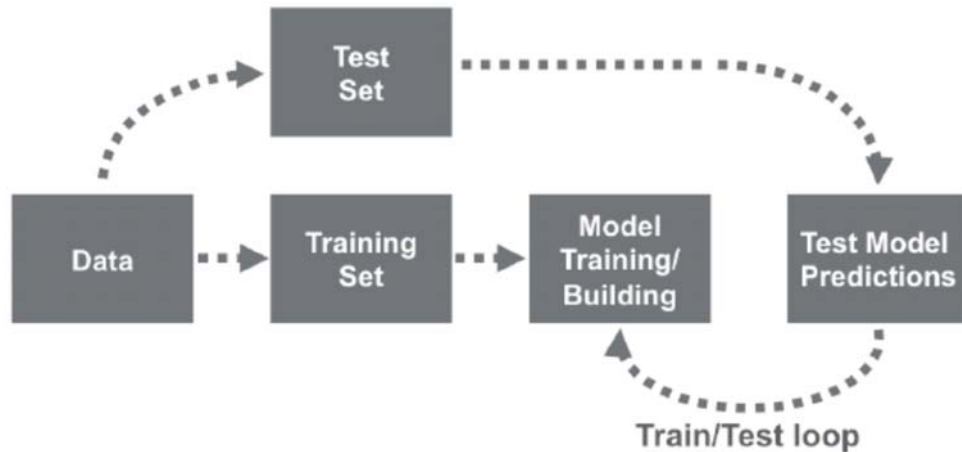 Test
Set
Data
Training
Set
Model
Training/
Building
Test Model
Predictions
Train/Test loop